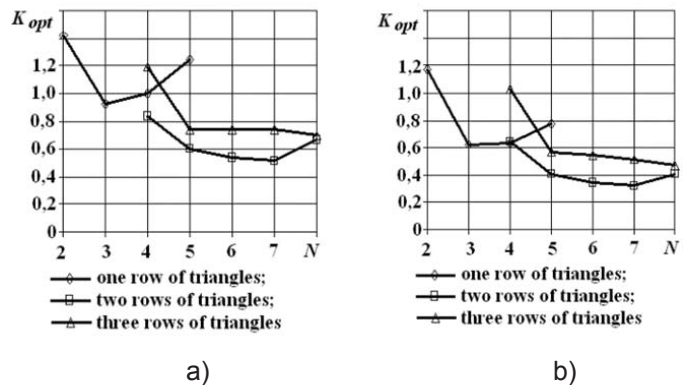 K opt
1,2
1,0
0,8
0,6
0,4
0,2
0
2 3 4 5 6 7 N
one row of triangles;
two rows of triangles;
three rows of triangles
a)
K opt
1,2
1,0
0,8
0,6
0,4
0,2
0
2 3 4 5 6 7 N
one row of triangles;
two rows of triangles;
three rows of triangles
b)